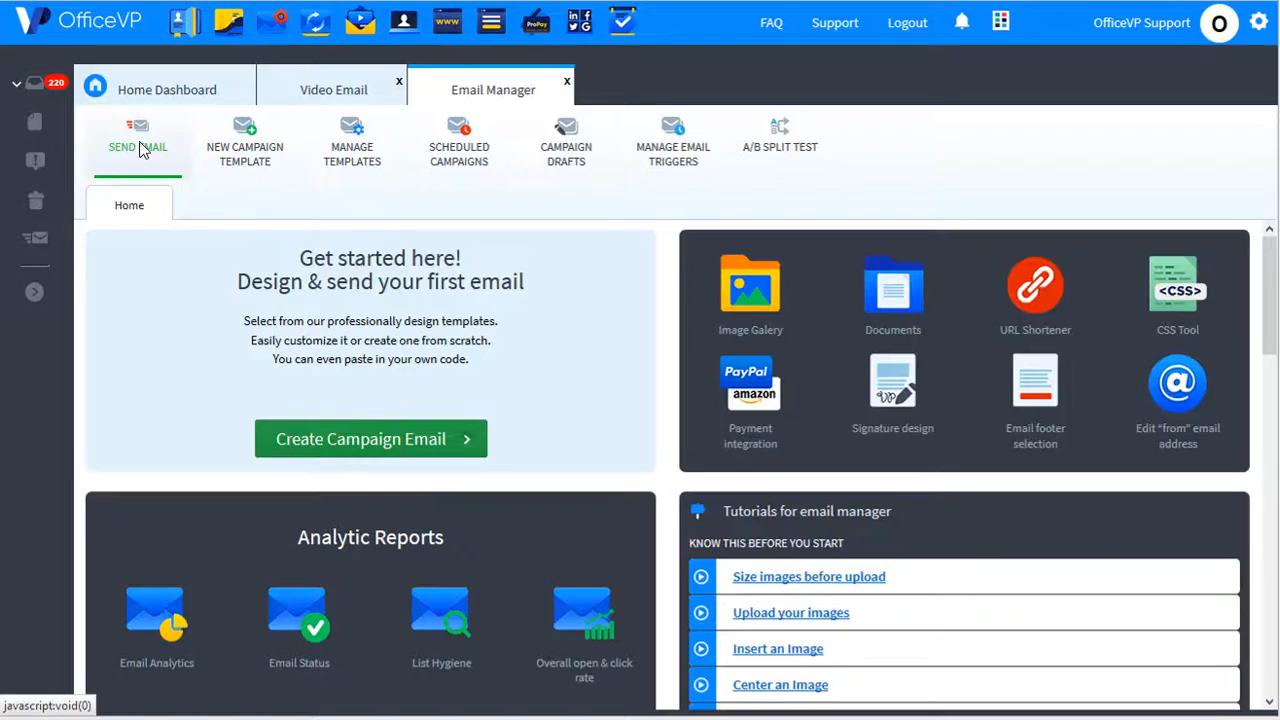 OfficeVP
WWW
ProPay
FAQ
Support
Logout
OfficeVP Support
O
220
Home Dashboard
Video Email
x
Email Manager
x
SEND EMAIL
NEW CAMPAIGN
TEMPLATE
MANAGE
TEMPLATES
SCHEDULED
CAMPAIGNS
CAMPAIGN
DRAFTS
MANAGE EMAIL
TRIGGERS
A/B SPLIT TEST
Home
Get started here!
Design & send your first email
Select from our professionally design templates.
Easily customize it or create one from scratch.
You can even paste in your own code.
Create Campaign Email
Image Galery
Documents
URL Shortener
<CSS>
CSS Tool
PayPal
amazon
Payment
integration
VP
Signature design
Email footer
selection
@
Edit “from” email
address
Analytic Reports
Email Analytics
Email Status
List Hygiene
Overall open & click
rate
Tutorials for email manager
KNOW THIS BEFORE YOU START
Size images before upload
Upload your images
Insert an Image
Center an Image
javascript:void(0)